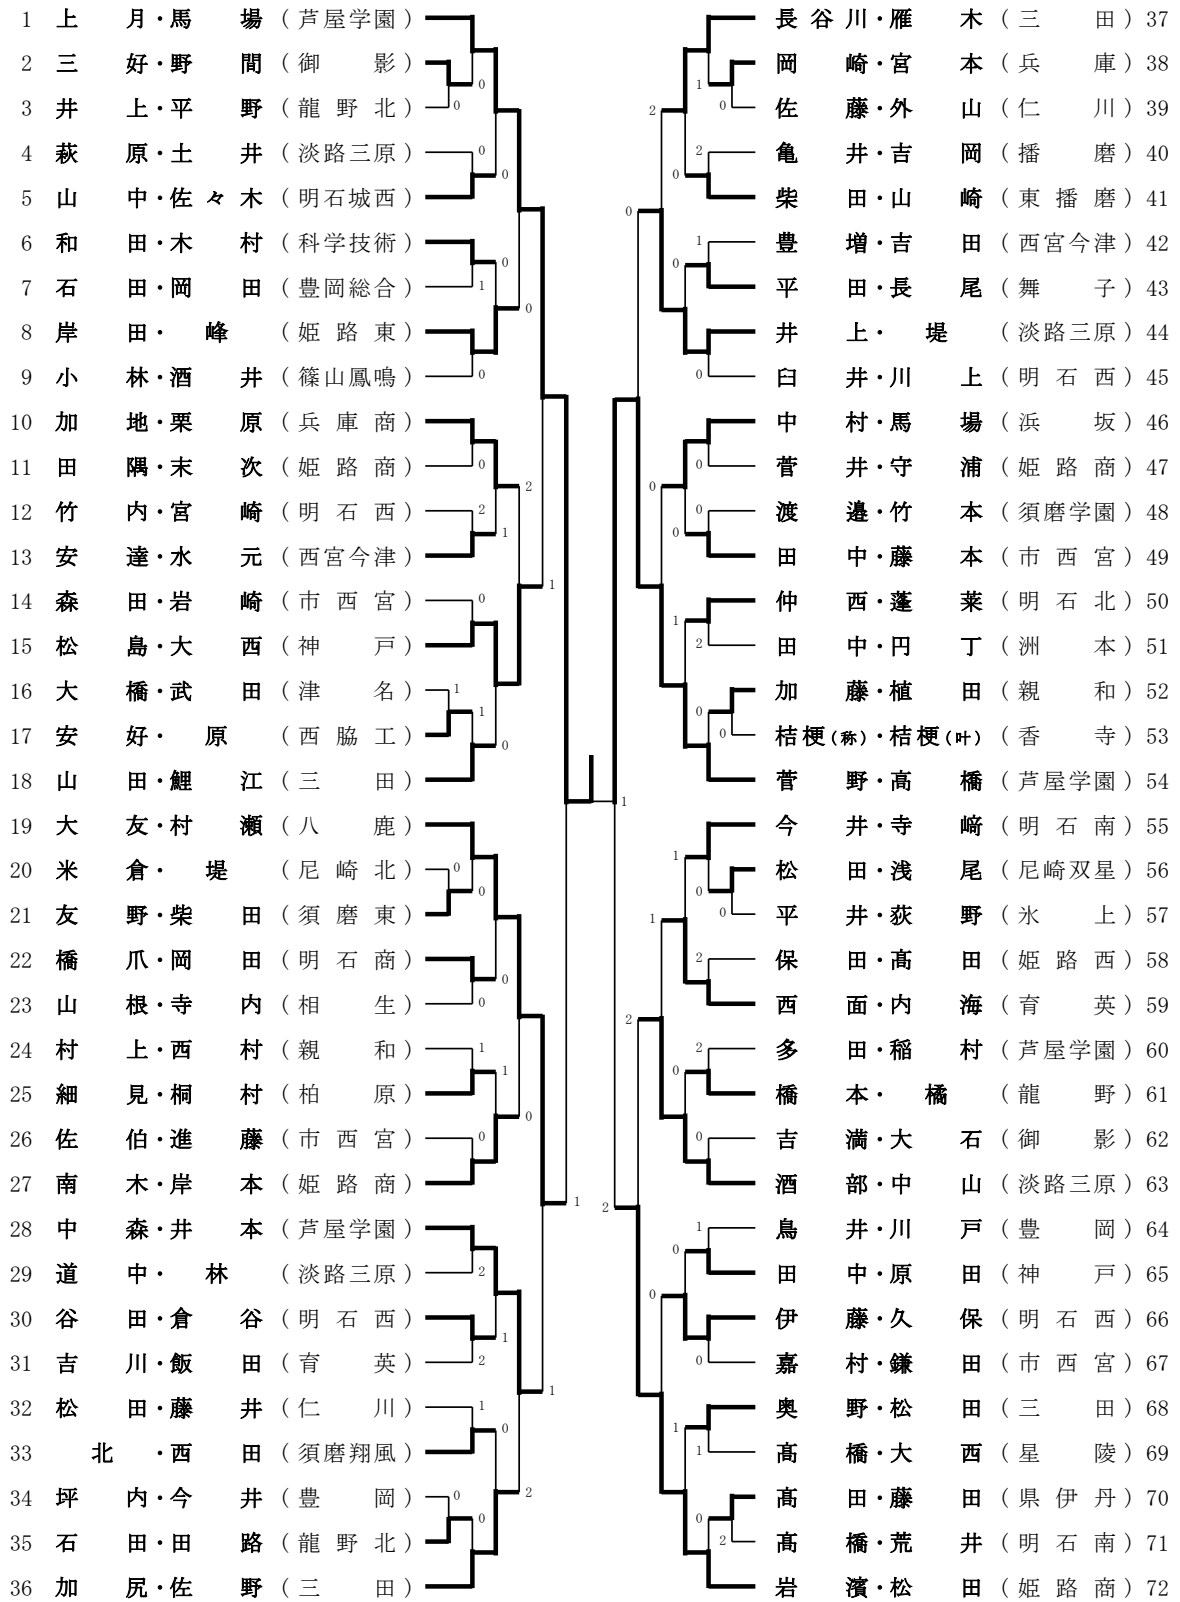 1 上月・馬場 (芦屋学園)
2 三好・野間 (御影)
3 井上・平野 (龍野北)
4 萩原・土井 (淡路三原)
5 山中・佐々木 (明石城西)
6 和田・木村 (科学技術)
7 石田・岡田 (豊岡総合)
8 岸田・峰 (姫路東)
9 小林・酒井 (篠山鳳鳴)
10 加地・栗原 (兵庫商)
11 田隅・末次 (姫路商)
12 竹内・宮崎 (明石西)
13 安達・水元 (西宮今津)
14 森田・岩崎 (市西宮)
15 松島・大西 (神戸)
16 大橋・武田 (津名)
17 安好・原 (西脇工)
18 山田・鯉江 (三田)
19 大友・村瀬 (八鹿)
20 米倉・堤 (尼崎北)
21 友野・柴田 (須磨東)
22 橋爪・岡田 (明石商)
23 山根・寺内 (相生)
24 村上・西村 (親和)
25 細見・桐村 (柏原)
26 佐伯・進藤 (市西宮)
27 南木・岸本 (姫路商)
28 中森・井本 (芦屋学園)
29 道中・林 (淡路三原)
30 谷田・倉谷 (明石西)
31 吉川・飯田 (育英)
32 松田・藤井 (仁川)
33 北・西田 (須磨翔風)
34 坪内・今井 (豊岡)
35 石田・田路 (龍野北)
36 加尻・佐野 (三田)
長谷川・雁木 (三田) 37
岡崎・宮本 (兵庫) 38
佐藤・外山 (仁川) 39
亀井・吉岡 (播磨) 40
柴田・山崎 (東播磨) 41
豊増・吉田 (西宮今津) 42
平田・長尾 (舞子) 43
井上・堤 (淡路三原) 44
臼井・川上 (明石西) 45
中村・馬場 (浜坂) 46
菅井・守浦 (姫路商) 47
渡邉・竹本 (須磨学園) 48
田中・藤本 (市西宮) 49
仲西・蓬莱 (明石北) 50
田中・円丁 (洲本) 51
加藤・植田 (親和) 52
桔梗(称)・桔梗(叶) (香寺) 53
菅野・高橋 (芦屋学園) 54
今井・寺﨑 (明石南) 55
松田・浅尾 (尼崎双星) 56
平井・荻野 (氷上) 57
保田・髙田 (姫路西) 58
西面・内海 (育英) 59
多田・稲村 (芦屋学園) 60
橋本・橘 (龍野) 61
吉満・大石 (御影) 62
酒部・中山 (淡路三原) 63
鳥井・川戸 (豊岡) 64
田中・原田 (神戸) 65
伊藤・久保 (明石西) 66
嘉村・鎌田 (市西宮) 67
奥野・松田 (三田) 68
髙橋・大西 (星陵) 69
髙田・藤田 (県伊丹) 70
髙橋・荒井 (明石南) 71
岩濱・松田 (姫路商) 72